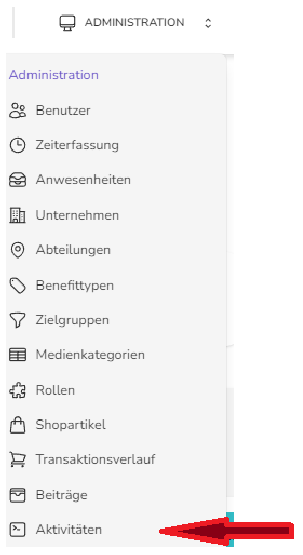 ADMINISTRATION
Administration
Benutzer
Zeiterfassung
Anwesenheiten
Unternehmen
Abteilungen
Benefittypen
Zielgruppen
Medienkategorien
Rollen
Shopartikel
Transaktionsverlauf
Beiträge
Aktivitäten